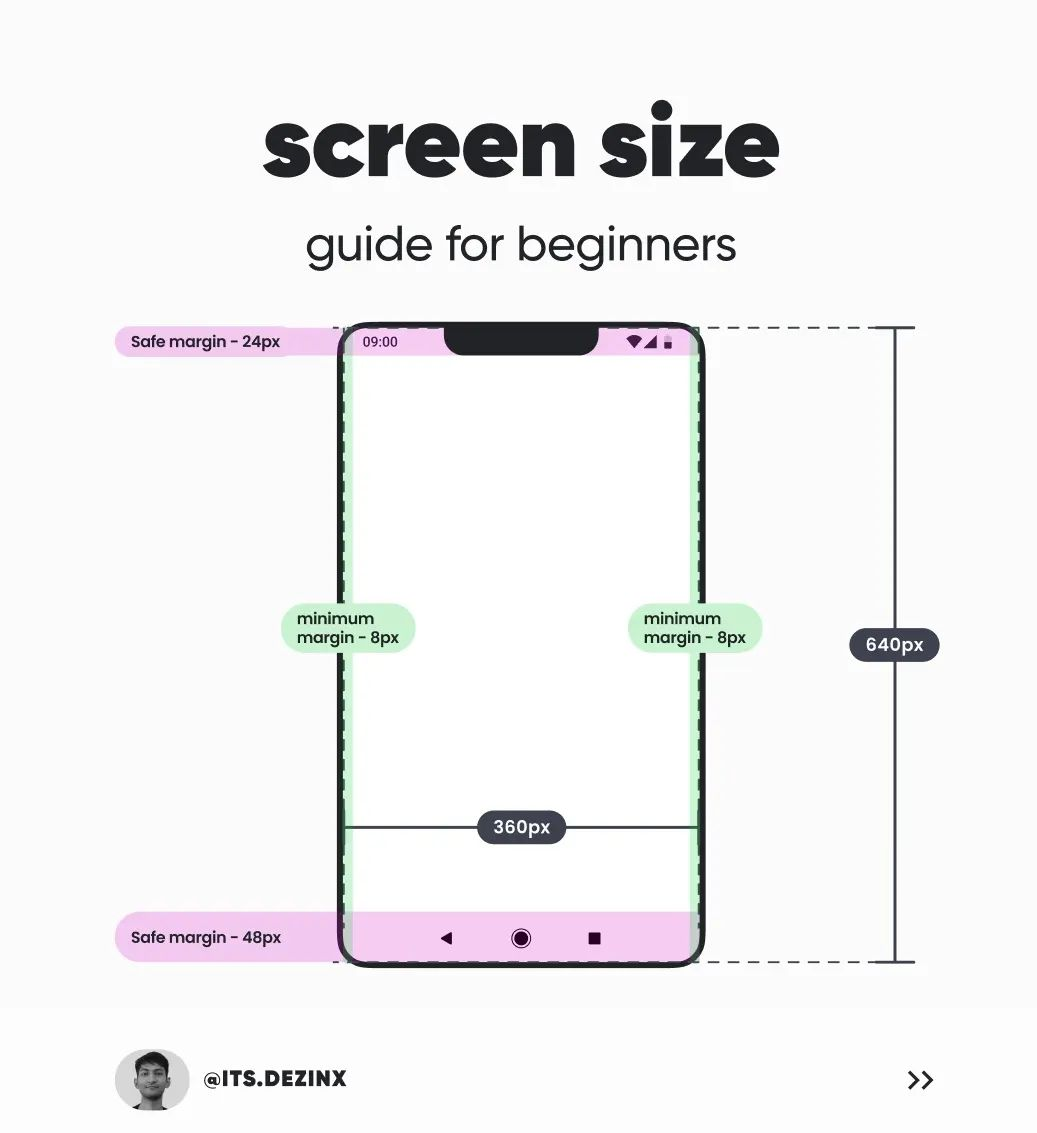 screen size
guide for beginners
Safe margin - 24px
09:00
minimum
margin - 8px
minimum
margin - 8px
640px
360px
Safe margin - 48px
@ITS.DEZINX